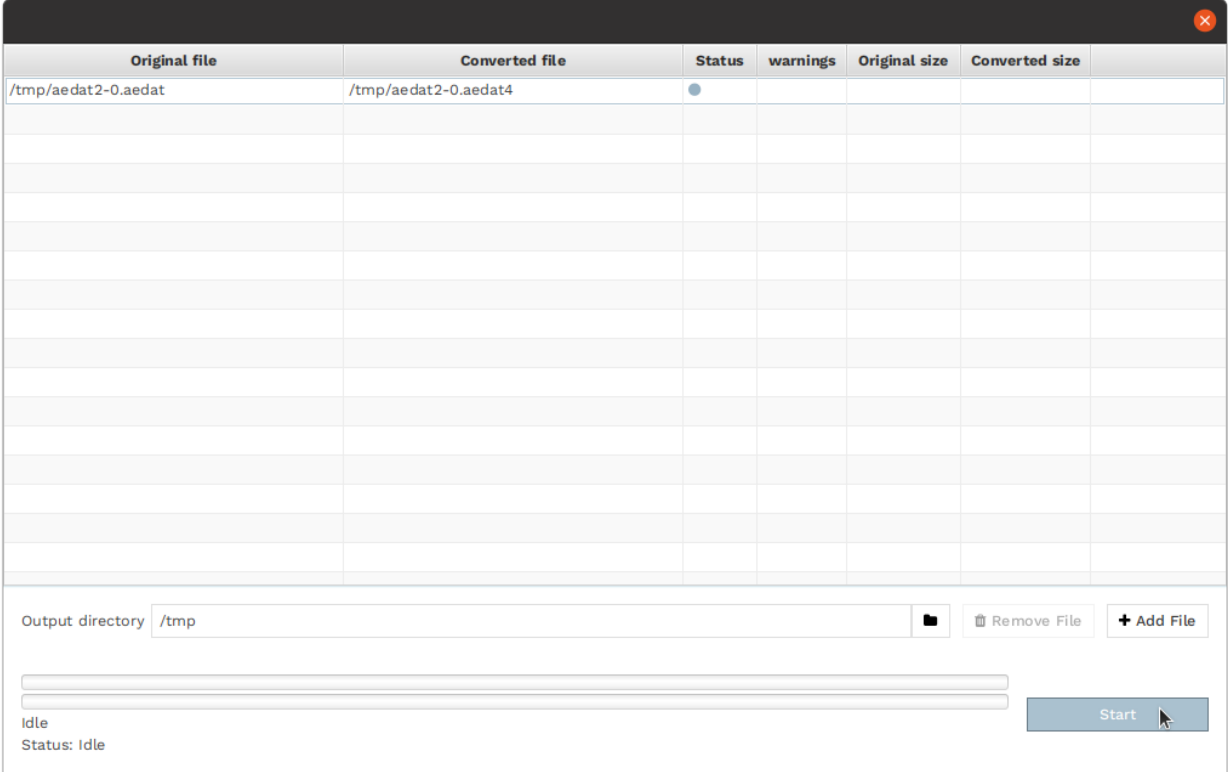 Original file Converted file Status warnings Original size Converted size
/tmp/aedat2-0.aedat /tmp/aedat2-0.aedat4
Output directory /tmp Remove File Add File
Idle
Start
Status: Idle